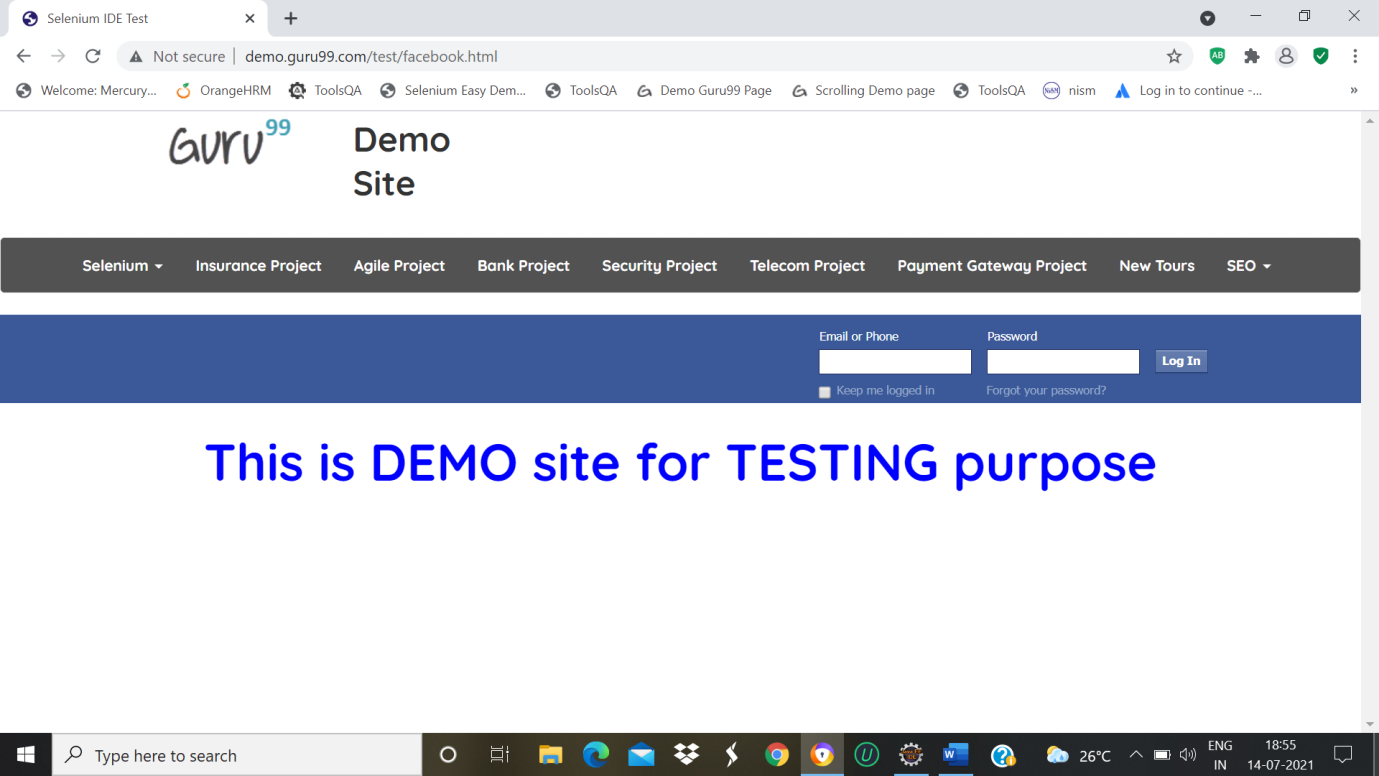 Selenium IDE Test
Not secure
demo.guru99.com/test/facebook.html
AB
Welcome: Mercury...
OrangeHRM
ToolsQA
Selenium Easy Dem...
ToolsQA
Demo Guru99 Page
Scrolling Demo page
ToolsQA
NISM
nism
Log in to continue -...
»
Guru99
Demo
Site
Selenium
Insurance Project
Agile Project
Bank Project
Security Project
Telecom Project
Payment Gateway Project
New Tours
SEO
Email or Phone
Password
Log In
Keep me logged in
Forgot your password?
This is DEMO site for TESTING purpose
Type here to search
U
W
26°C
ENG
IN
18:55
14-07-2021